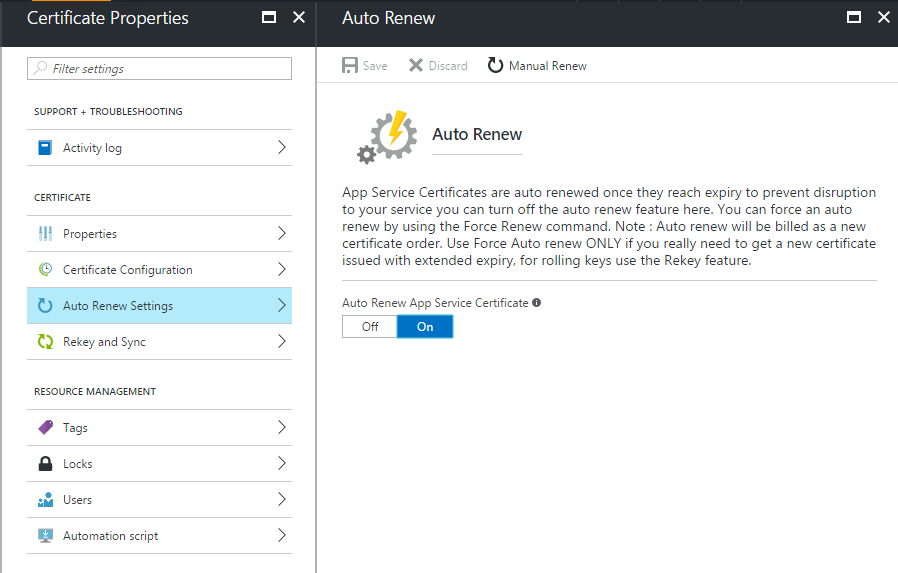 Certificate Properties
Filter settings
SUPPORT + TROUBLESHOOTING
Activity log
CERTIFICATE
Properties
Certificate Configuration
Auto Renew Settings
Rekey and Sync
RESOURCE MANAGEMENT
Tags
Locks
Users
Automation script
Auto Renew
Save Discard Manual Renew
Auto Renew
App Service Certificates are auto renewed once they reach expiry to prevent disruption
to your service you can turn off the auto renew feature here. You can force an auto
renew by using the Force Renew command. Note : Auto renew will be billed as a new
certificate order. Use Force Auto renew ONLY if you really need to get a new certificate
issued with extended expiry, for rolling keys use the Rekey feature.
Auto Renew App Service Certificate
Off On